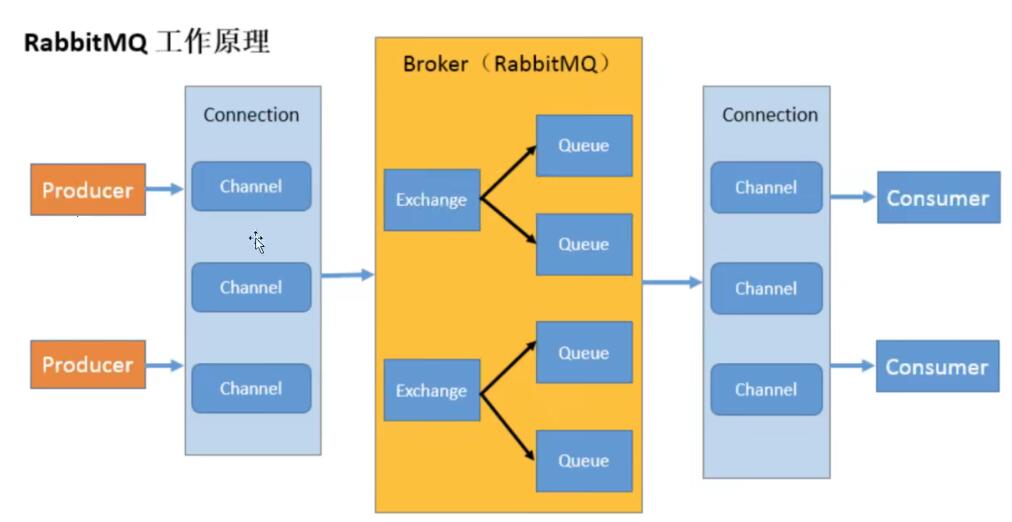 RabbitMQ 工作原理
Broker（RabbitMQ）
Connection
Connection
Queue
Producer
Channel
Exchange
Channel
Consumer
Queue
Channel
Channel
Queue
Producer
Consumer
Channel
Exchange
Channel
Queue